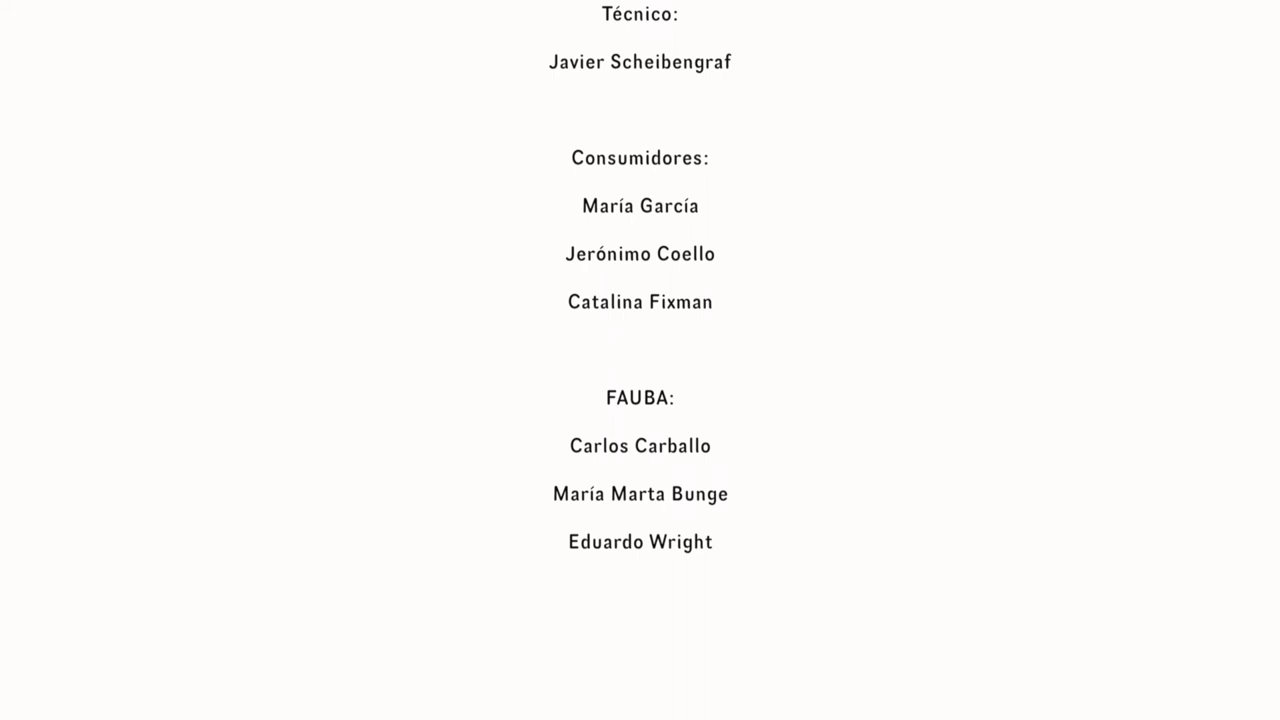 Técnico:
Javier Scheibengraf
Consumidores:
María García
Jerónimo Coello
Catalina Fixman
FAUBA:
Carlos Carballo
María Marta Bunge
Eduardo Wright